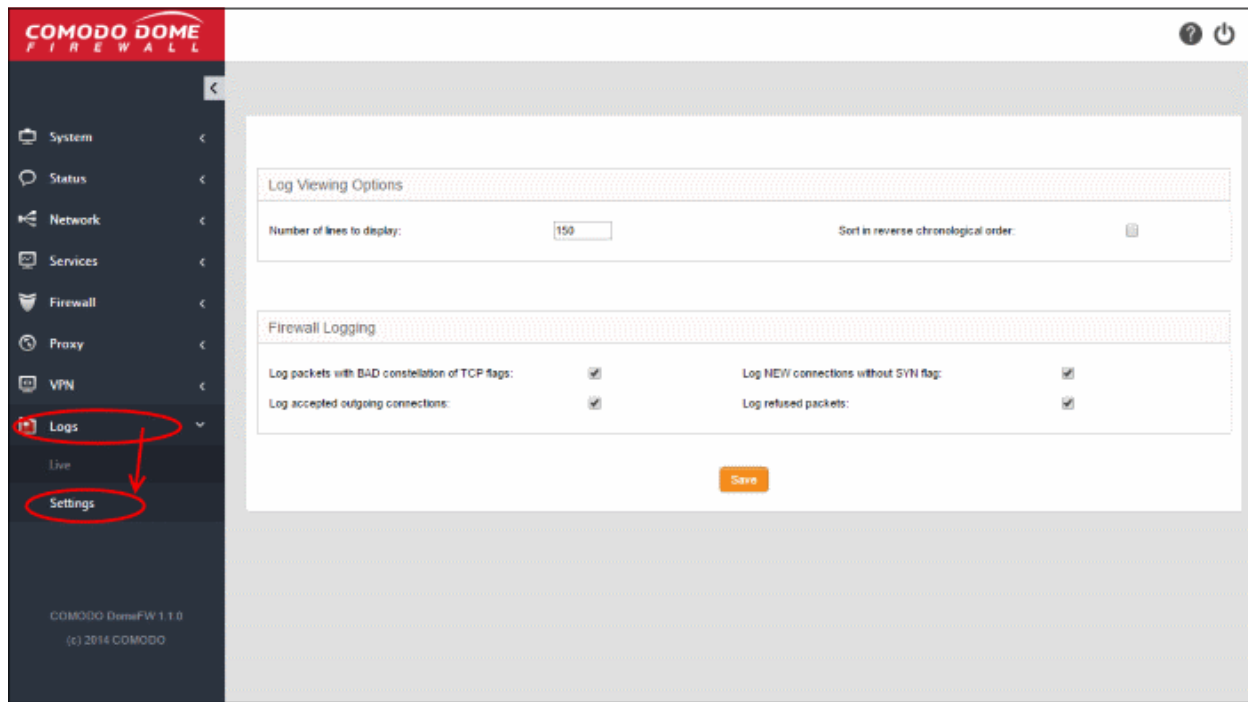 COMODO DOME
FIREWALL
System
Status
Network
Services
Firewall
Proxy
VPN
Logs
Live
Settings
COMODO DomeFW 1.1.0
(c) 2014 COMODO
?
Log Viewing Options
Number of lines to display: 150 Sort in reverse chronological order:
Firewall Logging
Log packets with BAD constellation of TCP flags: Log NEW connections without SYN flag:
Log accepted outgoing connections: Log refused packets:
Save